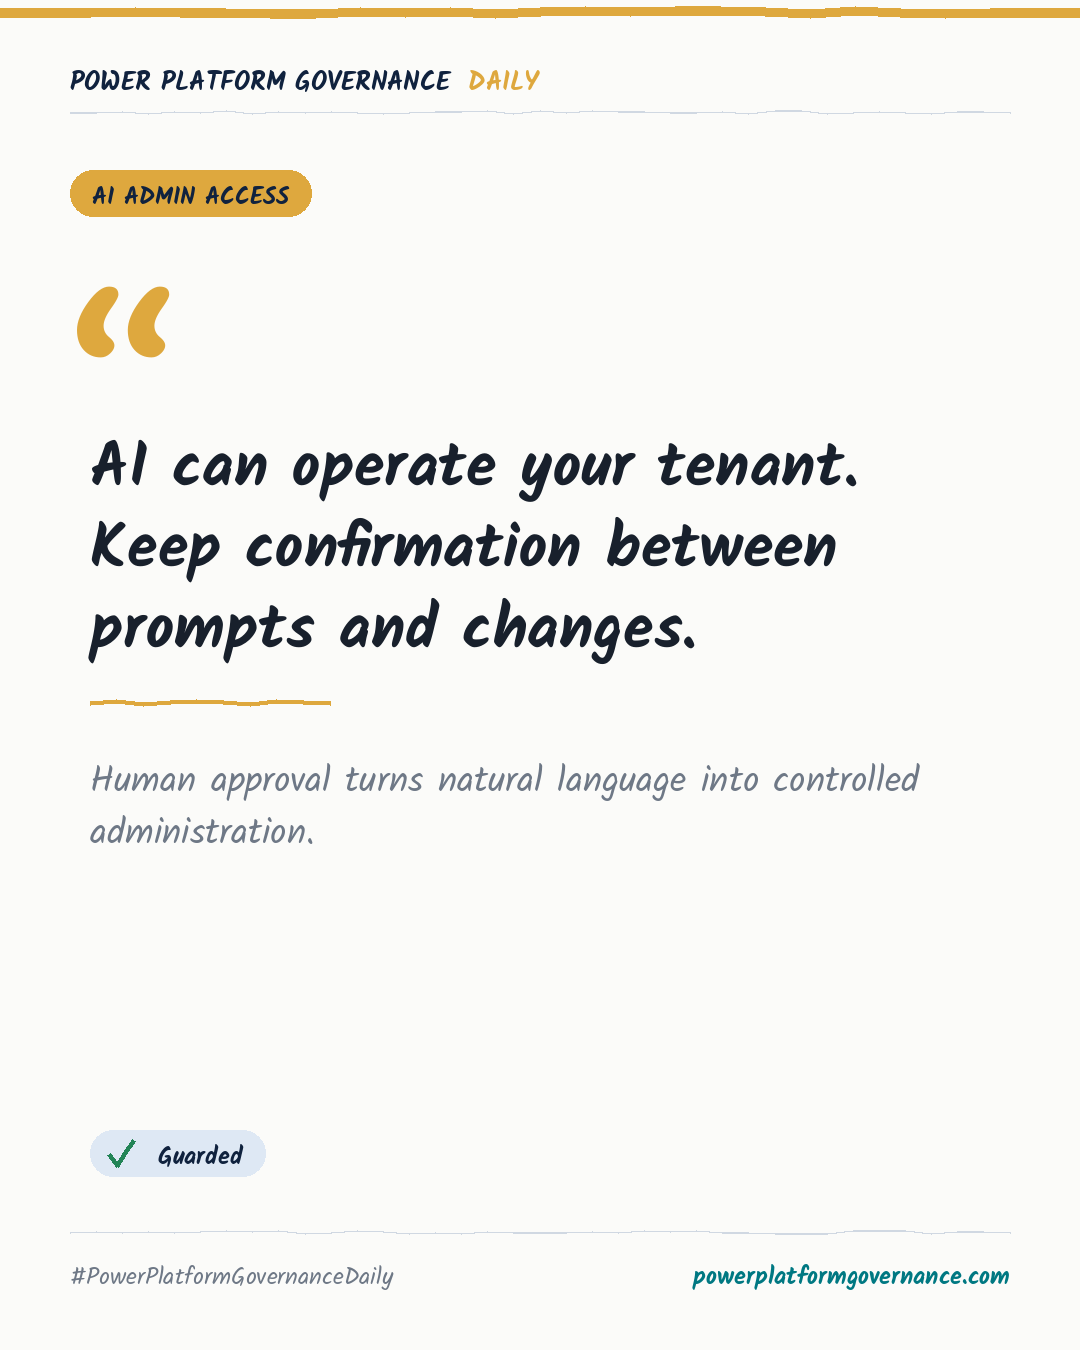 POWER PLATFORM GOVERNANCE DAILY
AI ADMIN ACCESS
“
AI can operate your tenant.
Keep confirmation between
prompts and changes.
Human approval turns natural language into controlled
administration.
✓ Guarded
#PowerPlatformGovernanceDaily
powerplatformgovernance.com